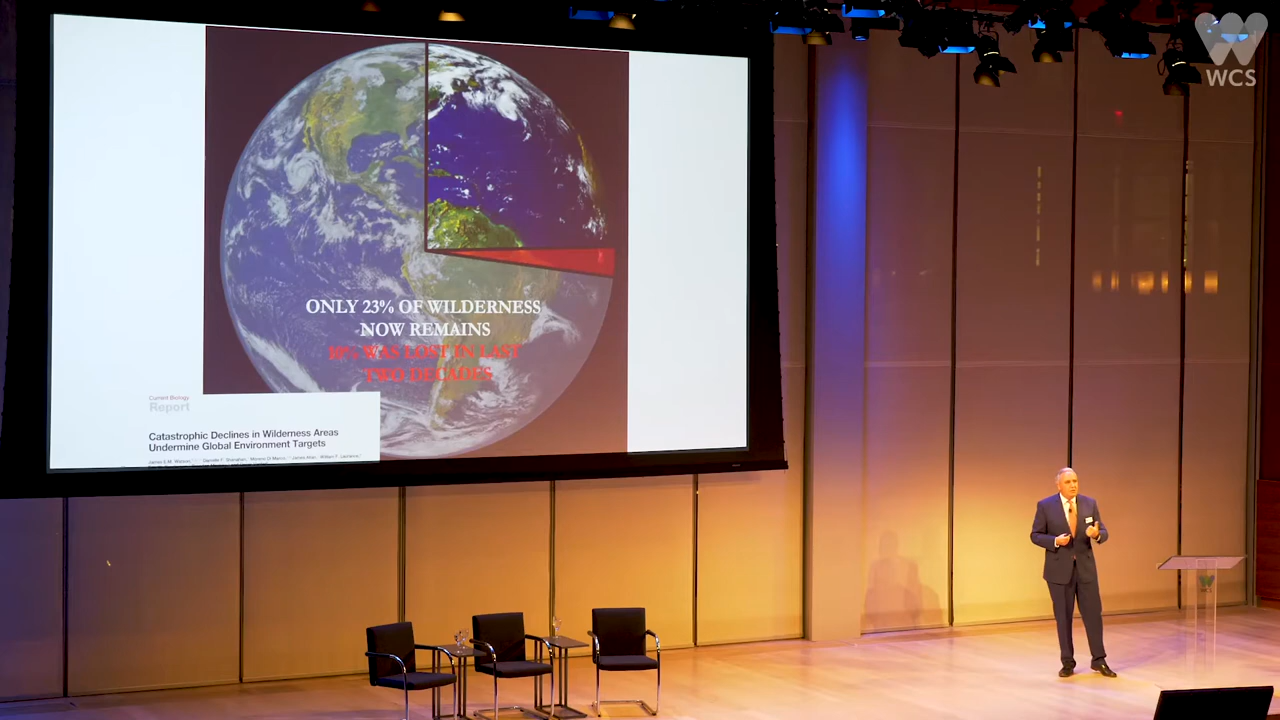 WCS
ONLY 23% OF WILDERNESS
NOW REMAINS
10% WAS LOST IN LAST
TWO DECADES
Current Biology
Report
Catastrophic Declines in Wilderness Areas
Undermine Global Environment Targets